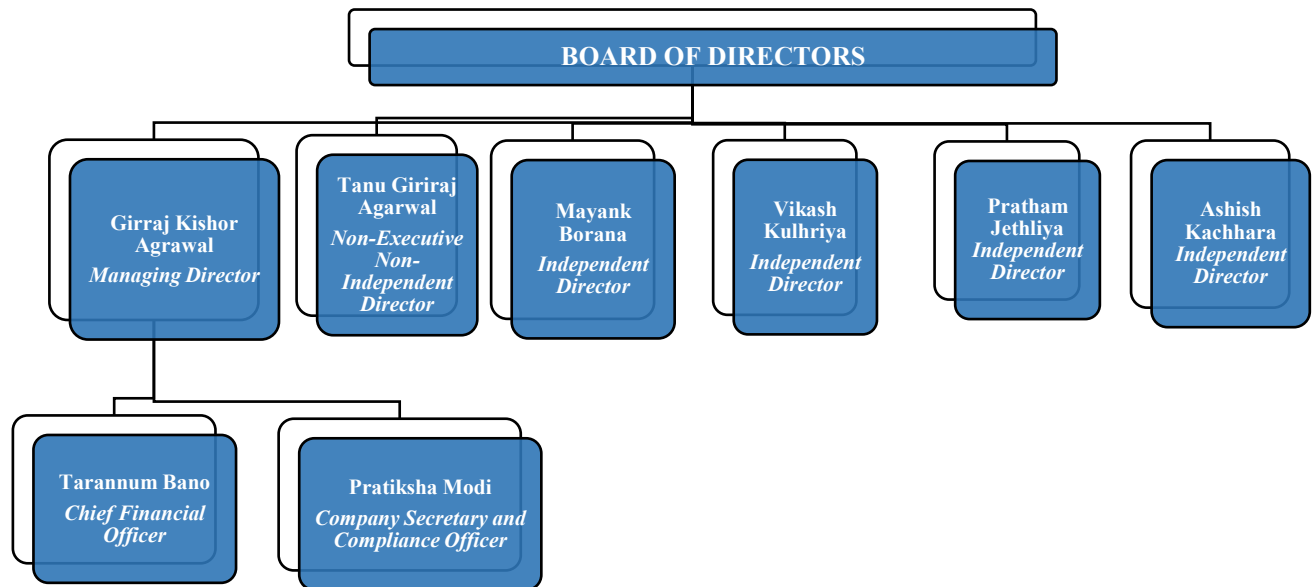 BOARD OF DIRECTORS
Girraj Kishor
Agrawal
Managing Director
Tanu Giriraj
Agarwal
Non-Executive
Non-
Independent
Director
Mayank
Borana
Independent
Director
Vikash
Kulhriya
Independent
Director
Pratham
Jethliya
Independent
Director
Ashish
Kachhara
Independent
Director
Tarannum Bano
Chief Financial
Officer
Pratiksha Modi
Company Secretary and
Compliance Officer